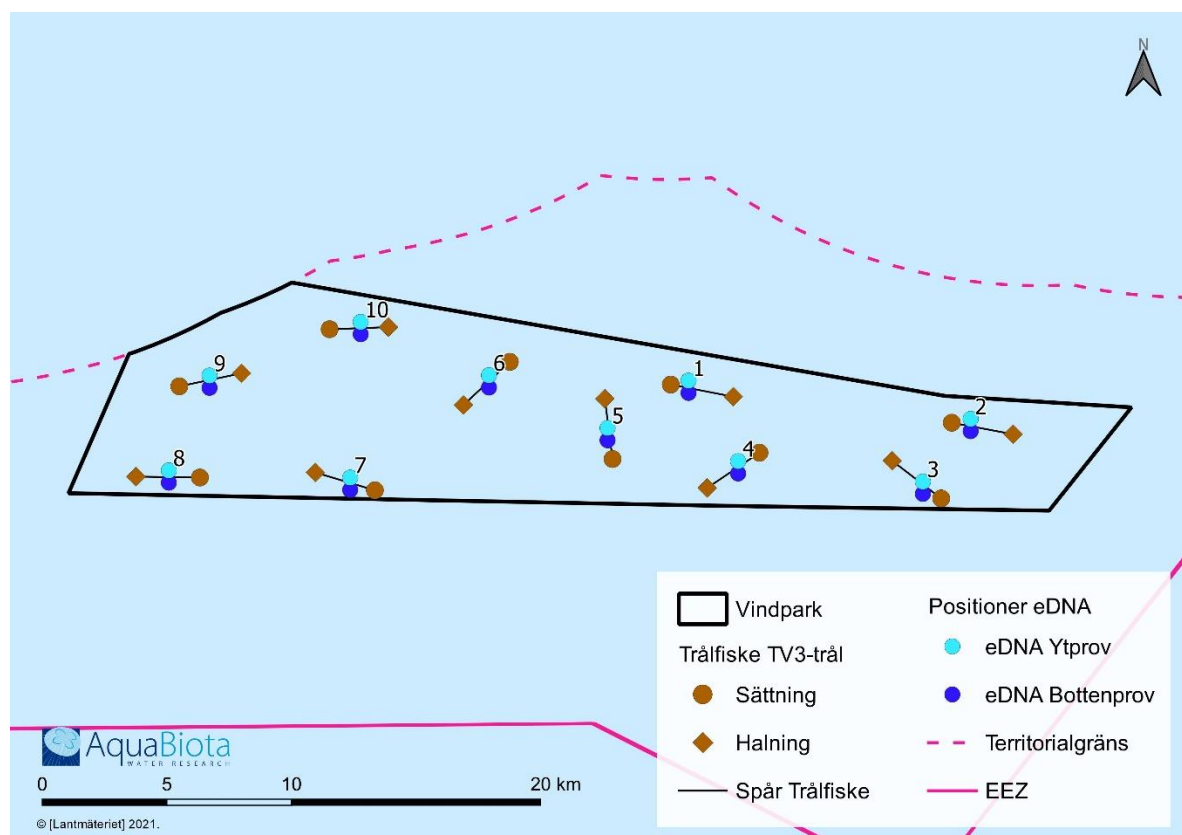 N
10
9
6
1
5
2
4
8
7
3
Vindpark
Trålfiske TV3-trål
Sättning
Halning
Spår Trålfiske
Positioner eDNA
eDNA Ytprov
eDNA Bottenprov
Territorialgräns
EEZ
AquaBiota
WATER RESEARCH
0 10 20 km
5
© [Lantmäteriet] 2021.